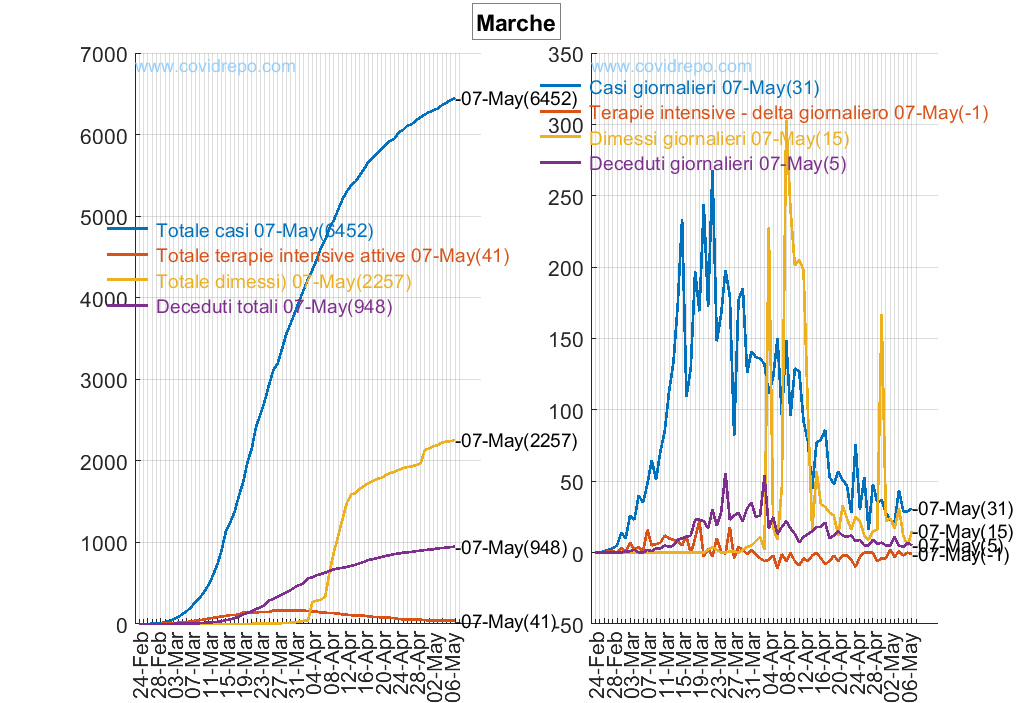 Marche
7000
6000
5000
4000
3000
2000
1000
0
www.covidrepo.com
-07-May(6452)
Totale casi 07-May(6452)
Totale terapie intensive attive 07-May(41)
Totale dimessi) 07-May(2257)
Deceduti totali 07-May(948)
-07-May(2257)
-07-May(948)
-07-May(41)
24-Feb
28-Feb
03-Mar
07-Mar
11-Mar
15-Mar
19-Mar
23-Mar
27-Mar
31-Mar
04-Apr
08-Apr
12-Apr
16-Apr
20-Apr
24-Apr
28-Apr
02-May
06-May
350
300
250
200
150
100
50
0
-50
www.covidrepo.com
Casi giornalieri 07-May(31)
Terapie intensive - delta giornaliero 07-May(-1)
Dimessi giornalieri 07-May(15)
Deceduti giornalieri 07-May(5)
-07-May(31)
-07-May(15)
-07-May(5)
-07-May(-1)
24-Feb
28-Feb
03-Mar
07-Mar
11-Mar
15-Mar
19-Mar
23-Mar
27-Mar
31-Mar
04-Apr
08-Apr
12-Apr
16-Apr
20-Apr
24-Apr
28-Apr
02-May
06-May